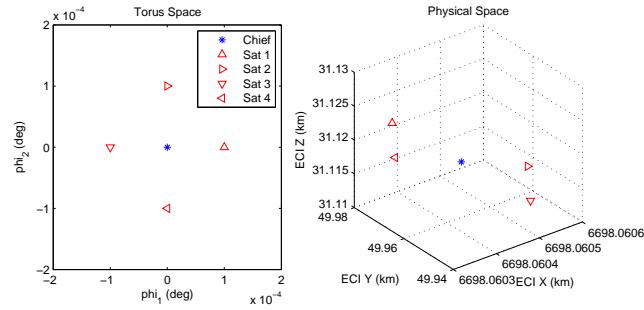 Torus Space
2 x 10^-4
1
0
-1
-2
phi_2 (deg)
-2 -1 0 1 2
phi_1 (deg) x 10^-4
Chief
Sat 1
Sat 2
Sat 3
Sat 4
Physical Space
31.13
31.125
31.12
31.115
31.11
ECI Z (km)
49.98
49.96
49.94
ECI Y (km)
6698.0603
6698.0604
6698.0605
6698.0606
ECI X (km)